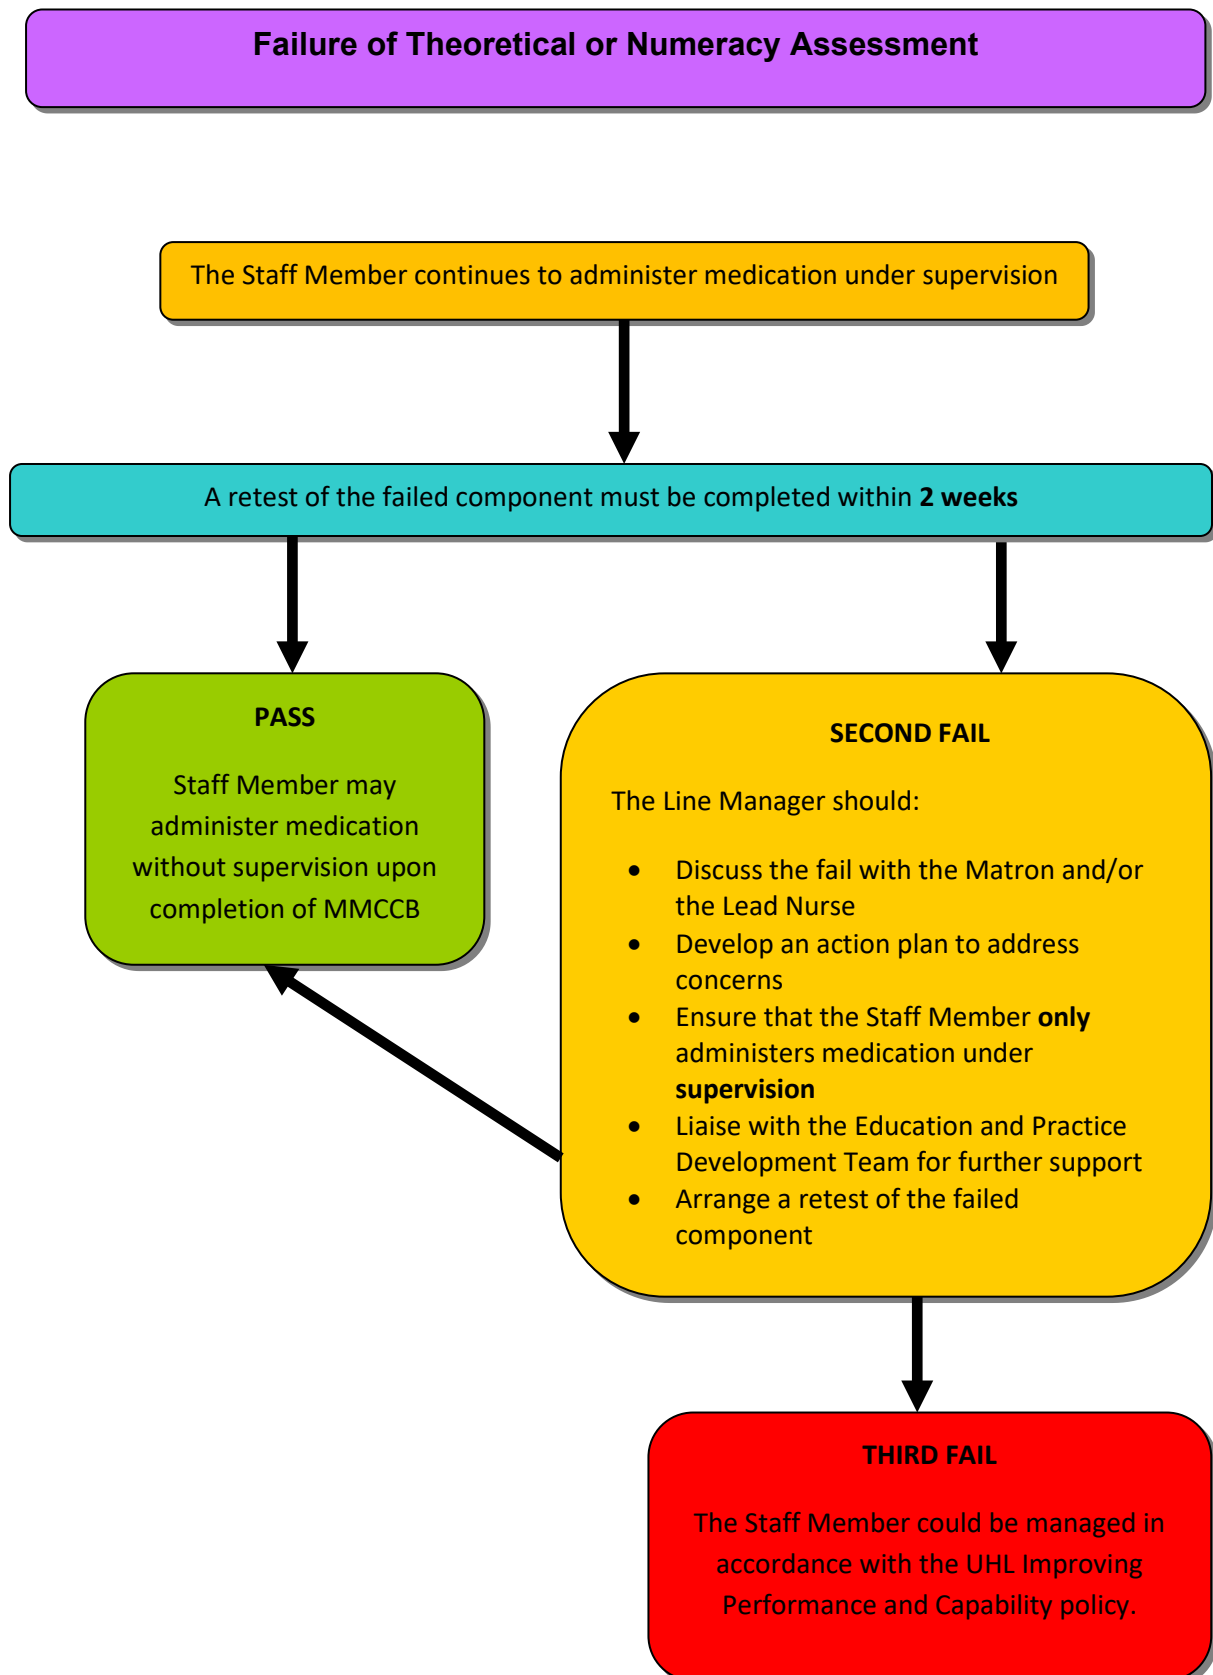 Failure of Theoretical or Numeracy Assessment
The Staff Member continues to administer medication under supervision
A retest of the failed component must be completed within 2 weeks
PASS
Staff Member may
administer medication
without supervision upon
completion of MMCCB
SECOND FAIL
The Line Manager should:
• Discuss the fail with the Matron and/or
the Lead Nurse
• Develop an action plan to address
concerns
• Ensure that the Staff Member only
administers medication under
supervision
• Liaise with the Education and Practice
Development Team for further support
• Arrange a retest of the failed
component
THIRD FAIL
The Staff Member could be managed in
accordance with the UHL Improving
Performance and Capability policy.